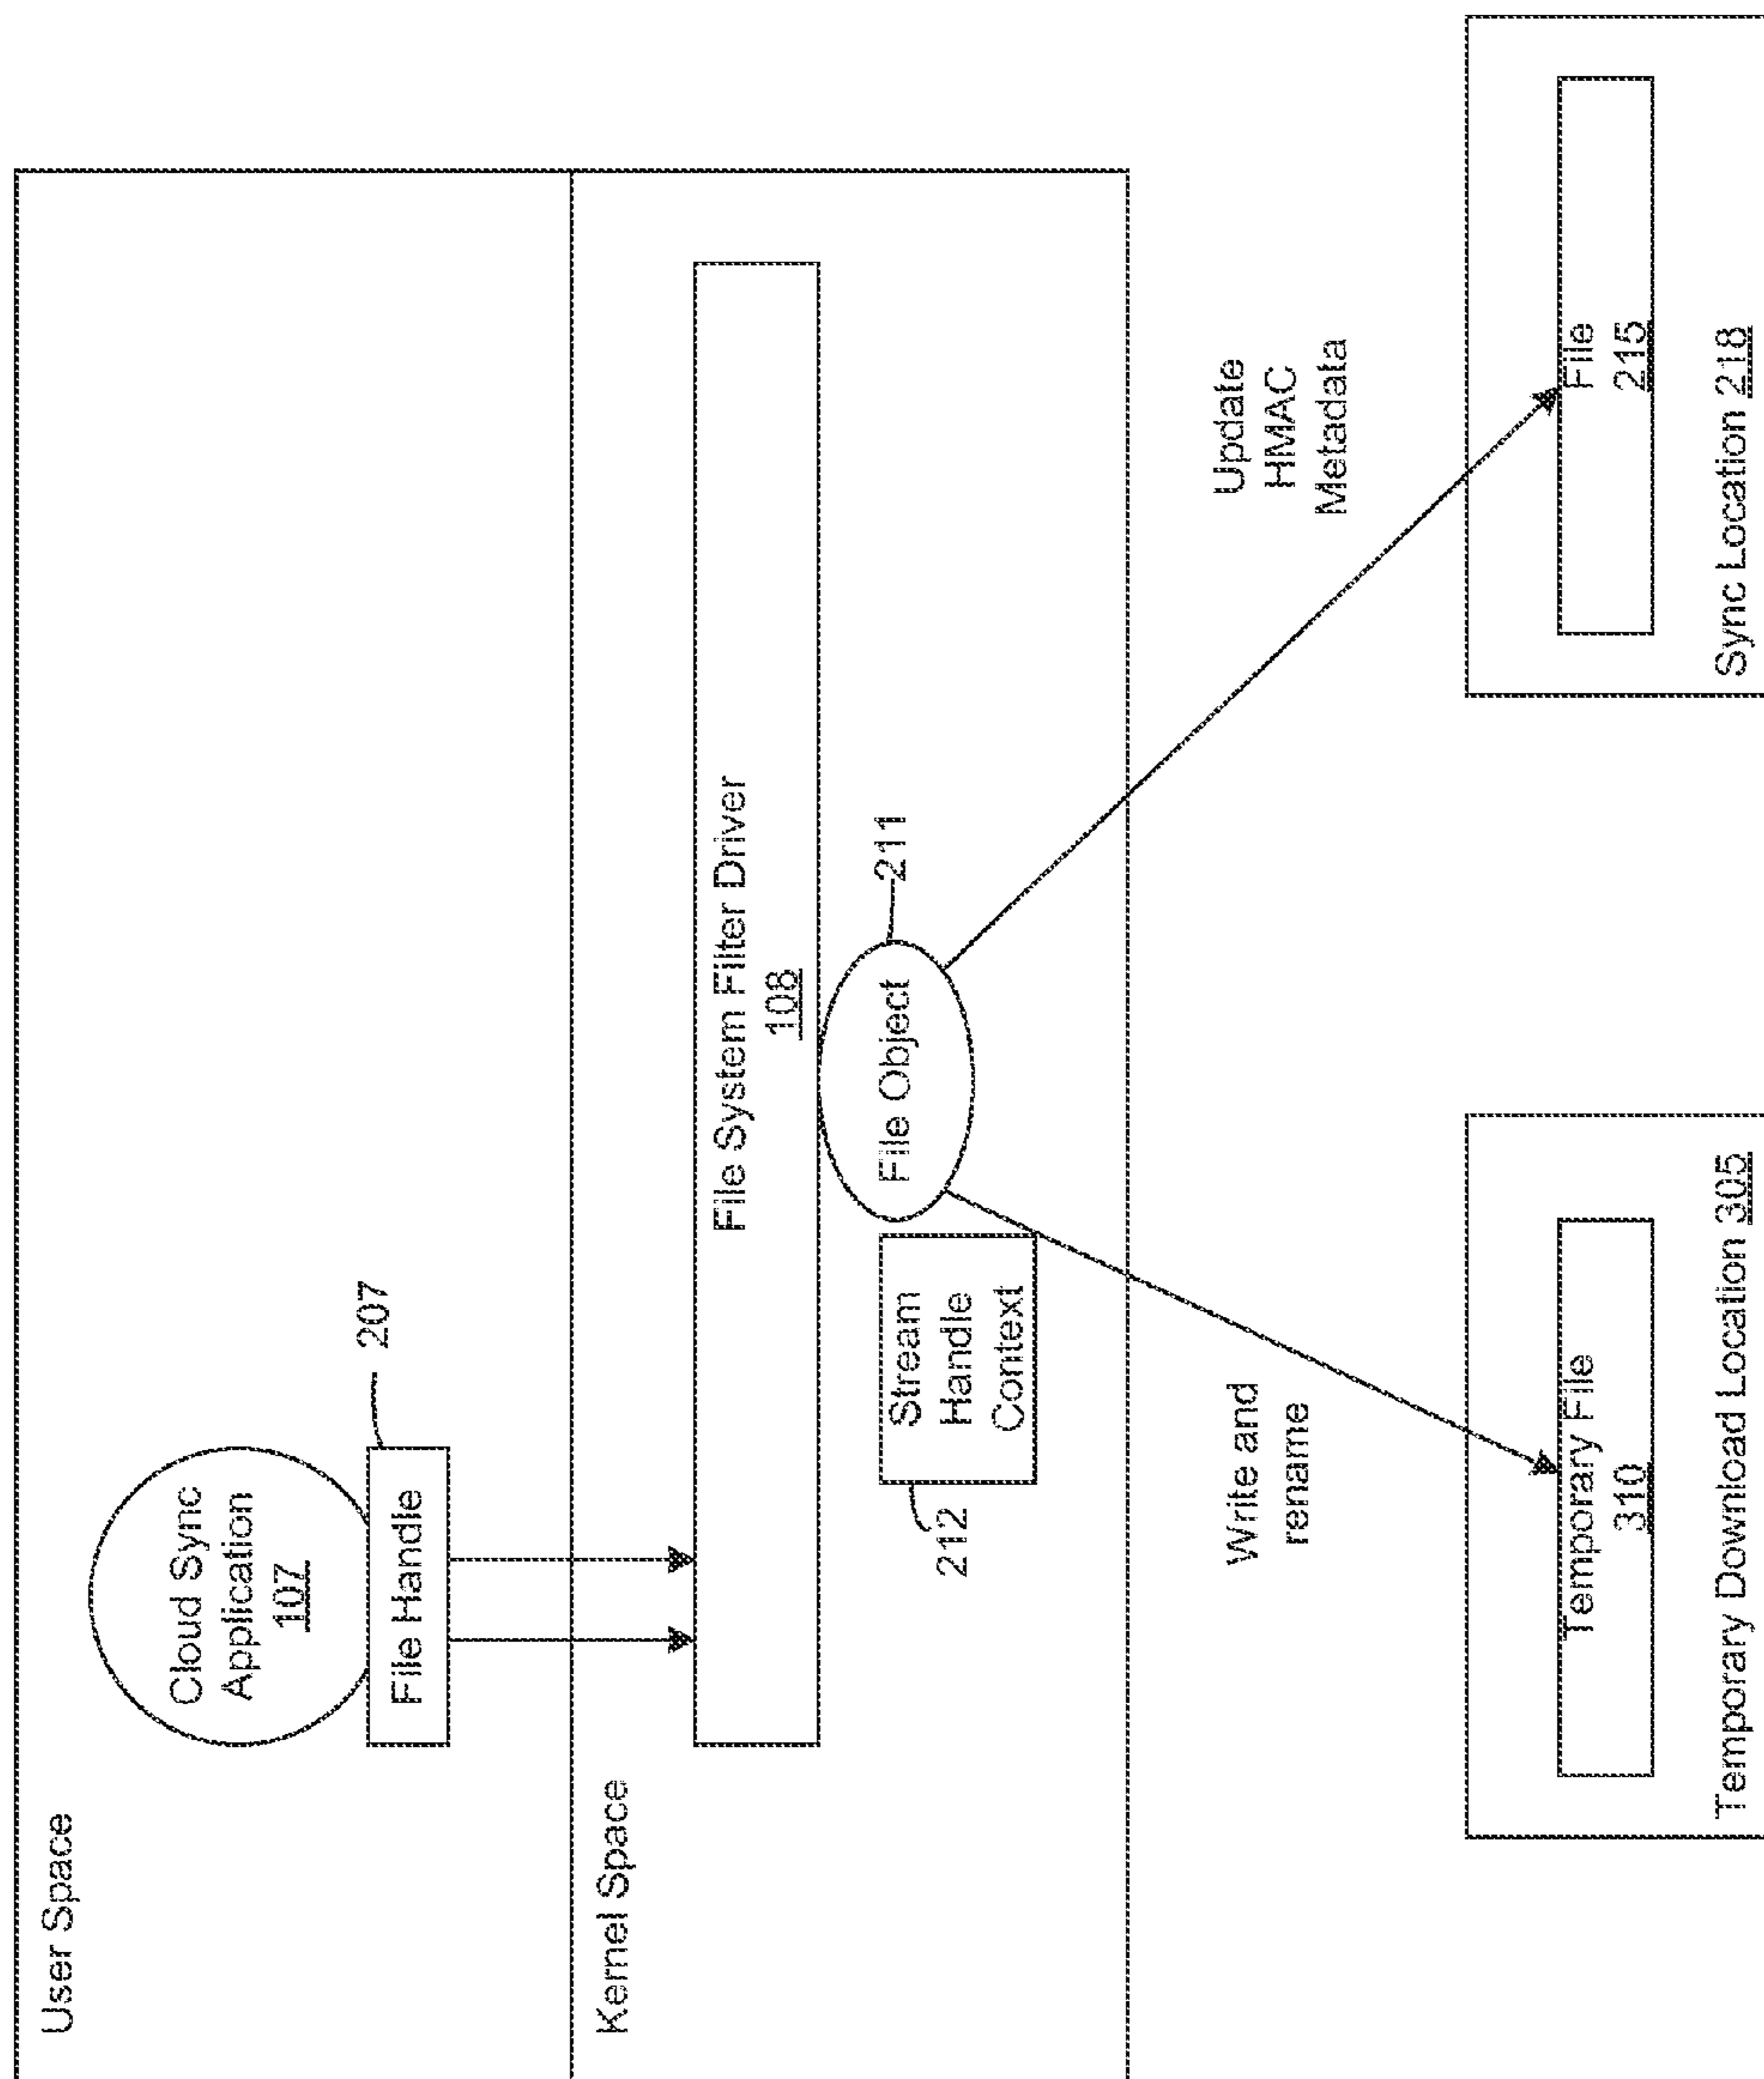 User Space
Cloud Sync
Application
107
File Handle
207
Kernel Space
File System Filter Driver
108
File Object
211
Stream
Handle
Context
212
Write and
rename
Update
HMAC
Metadata
Temporary File
310
Temporary Download Location 305
File
215
Sync Location 218